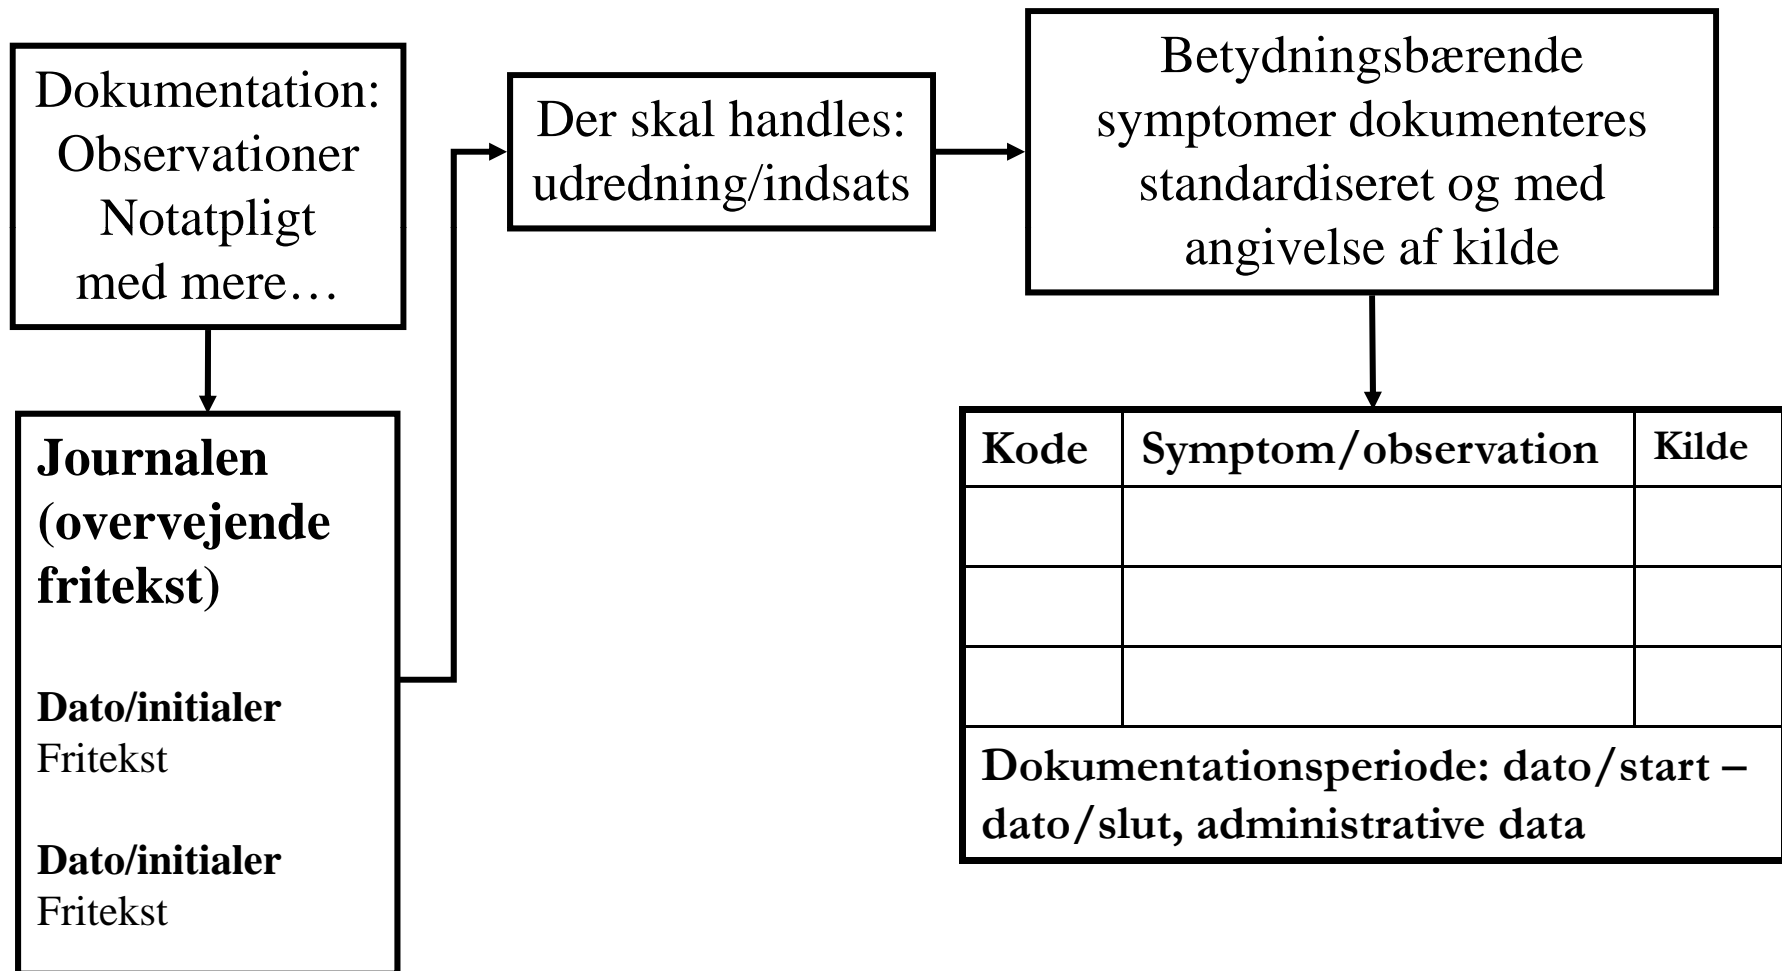 Dokumentation:
Observationer
Notatpligt
med mere…
Der skal handles:
udredning/indsats
Betydningsbærende
symptomer dokumenteres
standardiseret og med
angivelse af kilde
Journalen
(overvejende
fritekst)
Dato/initialer
Fritekst
Dato/initialer
Fritekst
Kode Symptom/observation Kilde
Dokumentationsperiode: dato/start –
dato/slut, administrative data